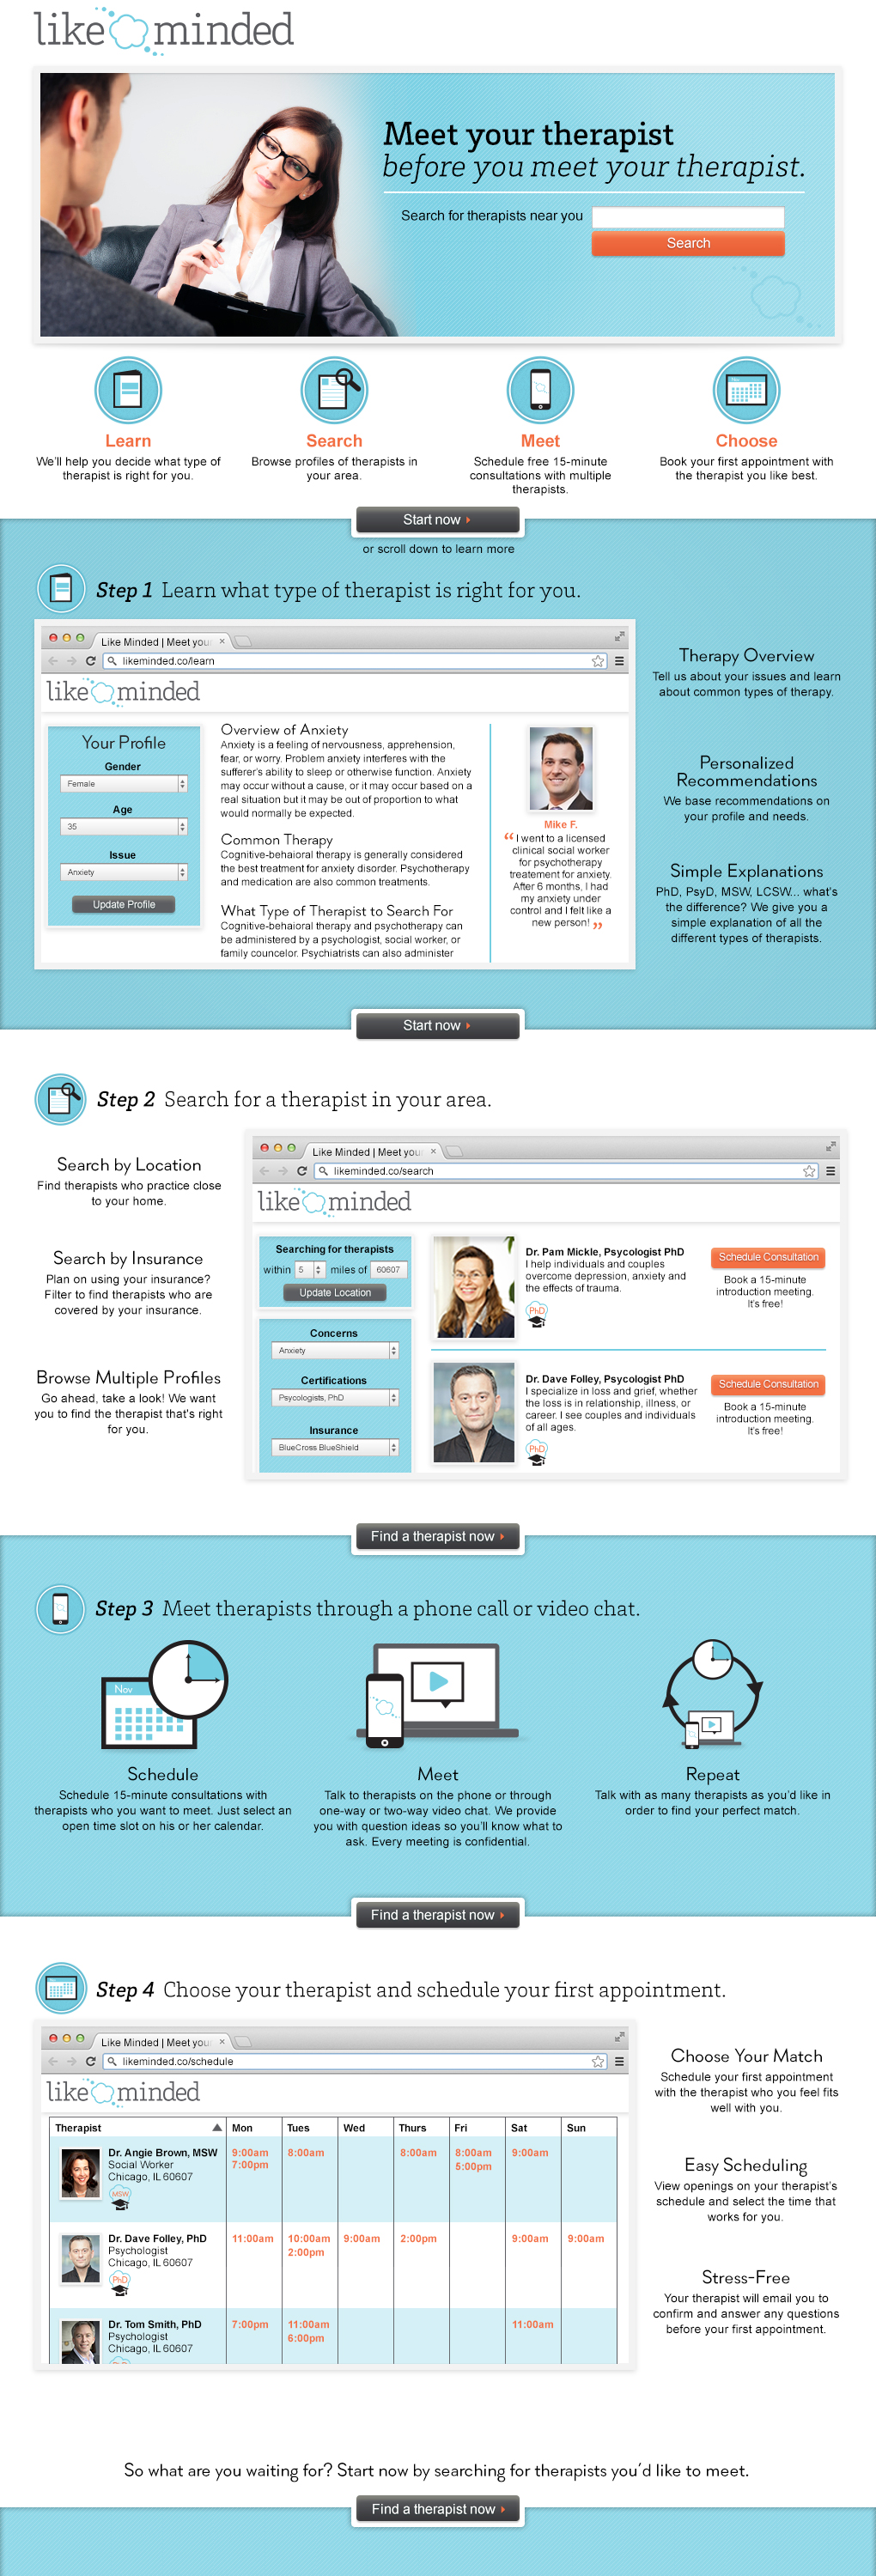 like minded
Meet your therapist
before you meet your therapist.
Search for therapists near you
Search
Learn
We'll help you decide what type of
therapist is right for you.
Search
Browse profiles of therapists in
your area.
Meet
Schedule free 15-minute
consultations with multiple
therapists.
Choose
Book your first appointment with
the therapist you like best.
Start now
or scroll down to learn more
Step 1 Learn what type of therapist is right for you.
Like Minded | Meet your
likeminded.co/learn
like minded
Your Profile
Gender
Female
Age
35
Issue
Anxiety
Update Profile
Overview of Anxiety
Anxiety is a feeling of nervousness, apprehension,
fear, or worry. Problem anxiety interferes with the
sufferer's ability to sleep or otherwise function. Anxiety
may occur without a cause, or it may occur based on a
real situation but it may be out of proportion to what
would normally be expected.
Common Therapy
Cognitive-behaioral therapy is generally considered
the best treatment for anxiety disorder. Psychotherapy
and medication are also common treatments.
What Type of Therapist to Search For
Cognitive-behaioral therapy and psychotherapy can
be administered by a psychologist, social worker, or
family councelor. Psychiatrists can also administer
Mike F.
“I went to a licensed
clinical social worker
for psychotherapy
treatement for anxiety.
After 6 months, I had
my anxiety under
control and I felt like a
new person! ”
Therapy Overview
Tell us about your issues and learn
about common types of therapy.
Personalized
Recommendations
We base recommendations on
your profile and needs.
Simple Explanations
PhD, PsyD, MSW, LCSW... what's
the difference? We give you a
simple explanation of all the
different types of therapists.
Start now
Step 2 Search for a therapist in your area.
Search by Location
Find therapists who practice close
to your home.
Search by Insurance
Plan on using your insurance?
Filter to find therapists who are
covered by your insurance.
Browse Multiple Profiles
Go ahead, take a look! We want
you to find the therapist that's right
for you.
Like Minded | Meet your
likeminded.co/search
like minded
Searching for therapists
within 5 miles of 60607
Update Location
Concerns
Anxiety
Certifications
Psycologists, PhD
Insurance
BlueCross BlueShield
Dr. Pam Mickle, Psycologist PhD
I help individuals and couples
overcome depression, anxiety and
the effects of trauma.
PhD
Schedule Consultation
Book a 15-minute
introduction meeting.
It's free!
Dr. Dave Folley, Psycologist PhD
I specialize in loss and grief, whether
the loss is in relationship, illness, or
career. I see couples and individuals
of all ages.
PhD
Schedule Consultation
Book a 15-minute
introduction meeting.
It's free!
Find a therapist now
Step 3 Meet therapists through a phone call or video chat.
Nov
Schedule
Schedule 15-minute consultations with
therapists who you want to meet. Just select an
open time slot on his or her calendar.
Meet
Talk to therapists on the phone or through
one-way or two-way video chat. We provide
you with question ideas so you'll know what to
ask. Every meeting is confidential.
Repeat
Talk with as many therapists as you'd like in
order to find your perfect match.
Find a therapist now
Step 4 Choose your therapist and schedule your first appointment.
Like Minded | Meet your
likeminded.co/schedule
like minded
Therapist Mon Tues Wed Thurs Fri Sat Sun
Dr. Angie Brown, MSW 9:00am 8:00am 8:00am 8:00am 9:00am
Social Worker 7:00pm 5:00pm
Chicago, IL 60607
MSW
Dr. Dave Folley, PhD 11:00am 10:00am 9:00am 2:00pm 9:00am 9:00am
Psychologist 2:00pm
Chicago, IL 60607
PhD
Dr. Tom Smith, PhD 7:00pm 11:00am 11:00am
Psychologist 6:00pm
Chicago, IL 60607
Choose Your Match
Schedule your first appointment
with the therapist who you feel fits
well with you.
Easy Scheduling
View openings on your therapist's
schedule and select the time that
works for you.
Stress-Free
Your therapist will email you to
confirm and answer any questions
before your first appointment.
So what are you waiting for? Start now by searching for therapists you'd like to meet.
Find a therapist now